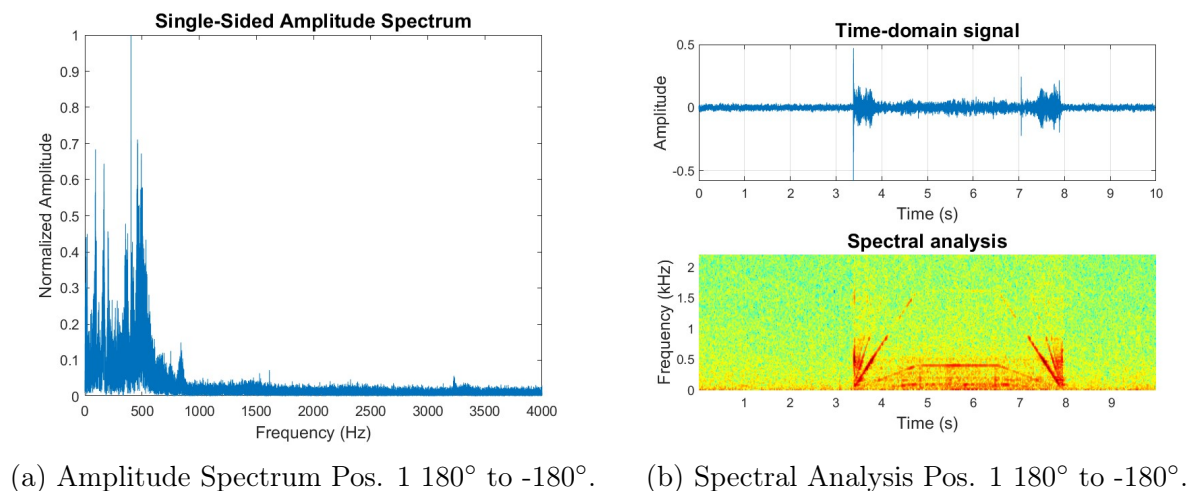 Single-Sided Amplitude Spectrum
1
0.9
0.8
0.7
0.6
0.5
0.4
0.3
0.2
0.1
0
Normalized Amplitude
0 500 1000 1500 2000 2500 3000 3500 4000
Frequency (Hz)
Time-domain signal
0.5
0
-0.5
Amplitude
0 1 2 3 4 5 6 7 8 9 10
Time (s)
Spectral analysis
2
1.5
1
0.5
0
Frequency (kHz)
1 2 3 4 5 6 7 8 9
Time (s)
(a) Amplitude Spectrum Pos. 1 180° to -180°.
(b) Spectral Analysis Pos. 1 180° to -180°.